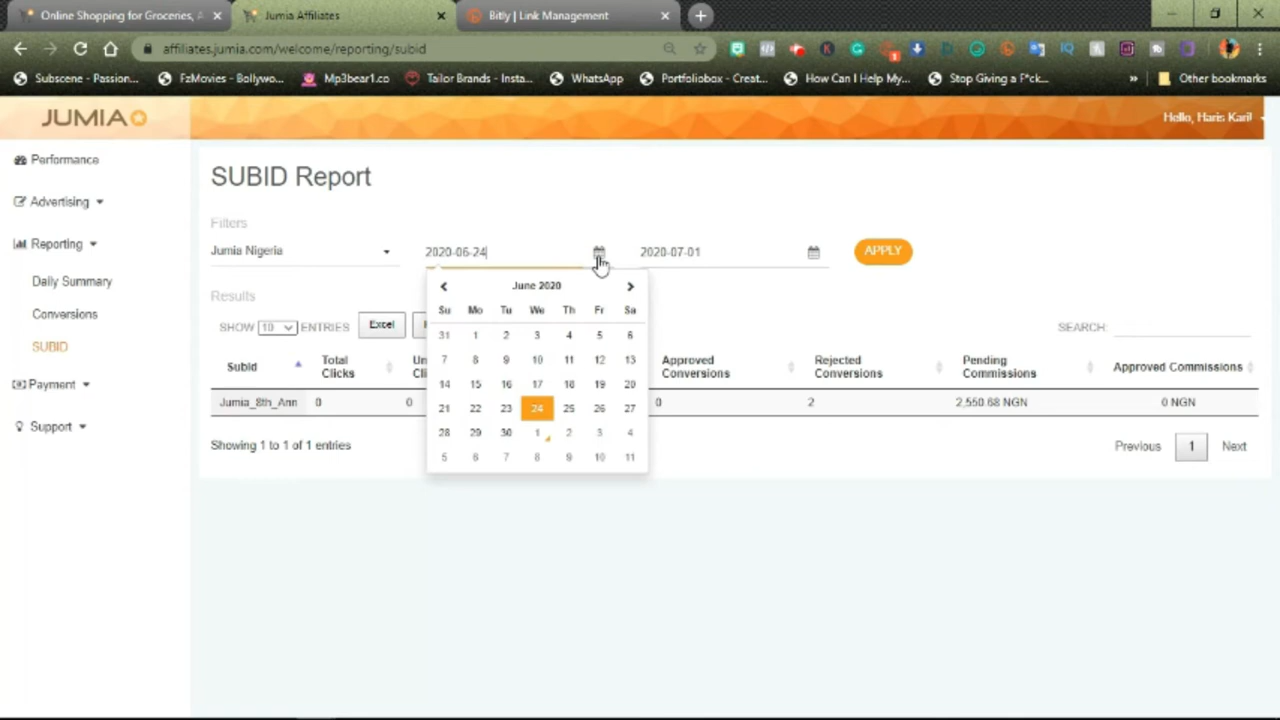 Online Shopping for Groceries, A
Jumia Affiliates
Bitly | Link Management
affiliates.jumia.com/welcome/reporting/subid
Subscene - Passion...
FzMovies - Bollywo...
Mp3bear1.co
Tailor Brands - Insta...
WhatsApp
Portfoliobox - Creat...
How Can I Help My...
Stop Giving a F*ck...
»
Other bookmarks
JUMIA
Hello, Haris Karil
Performance
Advertising
Reporting
Daily Summary
Conversions
SUBID
Payment
Support
SUBID Report
Filters
Jumia Nigeria
2020-06-24
2020-07-01
APPLY
June 2020
Su Mo Tu We Th Fr Sa
31 1 2 3 4 5 6
7 8 9 10 11 12 13
14 15 16 17 18 19 20
21 22 23 24 25 26 27
28 29 30 1 2 3 4
5 6 7 8 9 10 11
Results
SHOW 10 ENTRIES
Excel
SEARCH:
Subid Total Clicks Approved Conversions Rejected Conversions Pending Commissions Approved Commissions
Jumia_8th_Ann 0 0 0 2 2,550.68 NGN 0 NGN
Showing 1 to 1 of 1 entries
Previous 1 Next